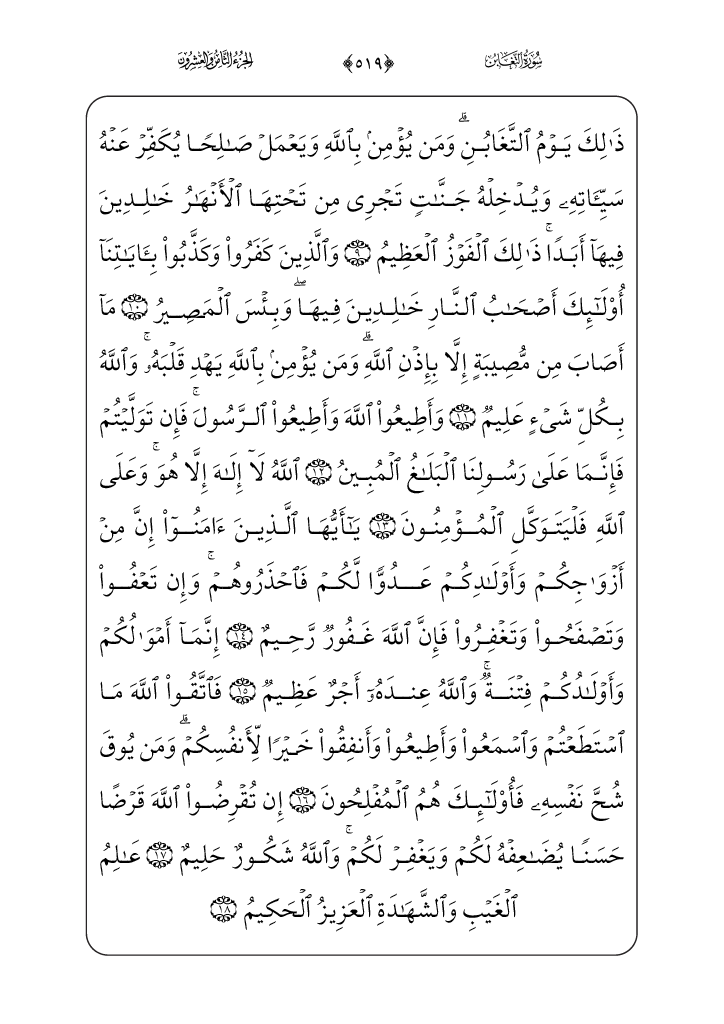 سُورَةُ التَّغَابُنِ ﴿٥١٩﴾ الجُزْءُ الثَّامِنُ وَالعِشْرُونَ
ذَٰلِكَ يَوۡمُ ٱلتَّغَابُنِۗ وَمَن يُؤۡمِنۢ بِٱللَّهِ وَيَعۡمَلۡ صَٰلِحٗا يُكَفِّرۡ عَنۡهُ
سَيِّـَٔاتِهِۦ وَيُدۡخِلۡهُ جَنَّٰتٖ تَجۡرِي مِن تَحۡتِهَا ٱلۡأَنۡهَٰرُ خَٰلِدِينَ
فِيهَآ أَبَدٗاۚ ذَٰلِكَ ٱلۡفَوۡزُ ٱلۡعَظِيمُ ٩ وَٱلَّذِينَ كَفَرُواْ وَكَذَّبُواْ بِـَٔايَٰتِنَآ
أُوْلَٰٓئِكَ أَصۡحَٰبُ ٱلنَّارِ خَٰلِدِينَ فِيهَاۖ وَبِئۡسَ ٱلۡمَصِيرُ ١٠ مَآ
أَصَابَ مِن مُّصِيبَةٍ إِلَّا بِإِذۡنِ ٱللَّهِۗ وَمَن يُؤۡمِنۢ بِٱللَّهِ يَهۡدِ قَلۡبَهُۥۚ وَٱللَّهُ
بِكُلِّ شَيۡءٍ عَلِيمٞ ١١ وَأَطِيعُواْ ٱللَّهَ وَأَطِيعُواْ ٱلرَّسُولَۚ فَإِن تَوَلَّيۡتُمۡ
فَإِنَّمَا عَلَىٰ رَسُولِنَا ٱلۡبَلَٰغُ ٱلۡمُبِينُ ١٢ ٱللَّهُ لَآ إِلَٰهَ إِلَّا هُوَۚ وَعَلَى
ٱللَّهِ فَلۡيَتَوَكَّلِ ٱلۡمُؤۡمِنُونَ ١٣ يَٰٓأَيُّهَا ٱلَّذِينَ ءَامَنُوٓاْ إِنَّ مِنۡ
أَزۡوَٰجِكُمۡ وَأَوۡلَٰدِكُمۡ عَدُوّٗا لَّكُمۡ فَٱحۡذَرُوهُمۡۚ وَإِن تَعۡفُواْ
وَتَصۡفَحُواْ وَتَغۡفِرُواْ فَإِنَّ ٱللَّهَ غَفُورٞ رَّحِيمٌ ١٤ إِنَّمَآ أَمۡوَٰلُكُمۡ
وَأَوۡلَٰدُكُمۡ فِتۡنَةٞۚ وَٱللَّهُ عِندَهُۥٓ أَجۡرٌ عَظِيمٞ ١٥ فَٱتَّقُواْ ٱللَّهَ مَا
ٱسۡتَطَعۡتُمۡ وَٱسۡمَعُواْ وَأَطِيعُواْ وَأَنفِقُواْ خَيۡرٗا لِّأَنفُسِكُمۡۗ وَمَن يُوقَ
شُحَّ نَفۡسِهِۦ فَأُوْلَٰٓئِكَ هُمُ ٱلۡمُفۡلِحُونَ ١٦ إِن تُقۡرِضُواْ ٱللَّهَ قَرۡضًا
حَسَنٗا يُضَٰعِفۡهُ لَكُمۡ وَيَغۡفِرۡ لَكُمۡۚ وَٱللَّهُ شَكُورٌ حَلِيمٌ ١٧ عَٰلِمُ
ٱلۡغَيۡبِ وَٱلشَّهَٰدَةِ ٱلۡعَزِيزُ ٱلۡحَكِيمُ ١٨